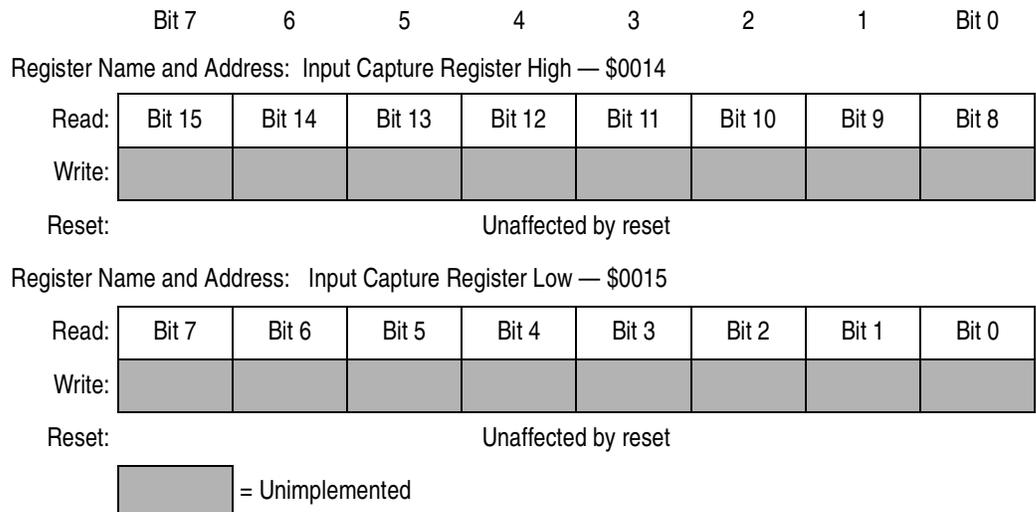 Bit 7 6 5 4 3 2 1 Bit 0
Register Name and Address: Input Capture Register High — $0014
Read: Bit 15 Bit 14 Bit 13 Bit 12 Bit 11 Bit 10 Bit 9 Bit 8
Write:
Reset: Unaffected by reset
Register Name and Address: Input Capture Register Low — $0015
Read: Bit 7 Bit 6 Bit 5 Bit 4 Bit 3 Bit 2 Bit 1 Bit 0
Write:
Reset: Unaffected by reset
= Unimplemented